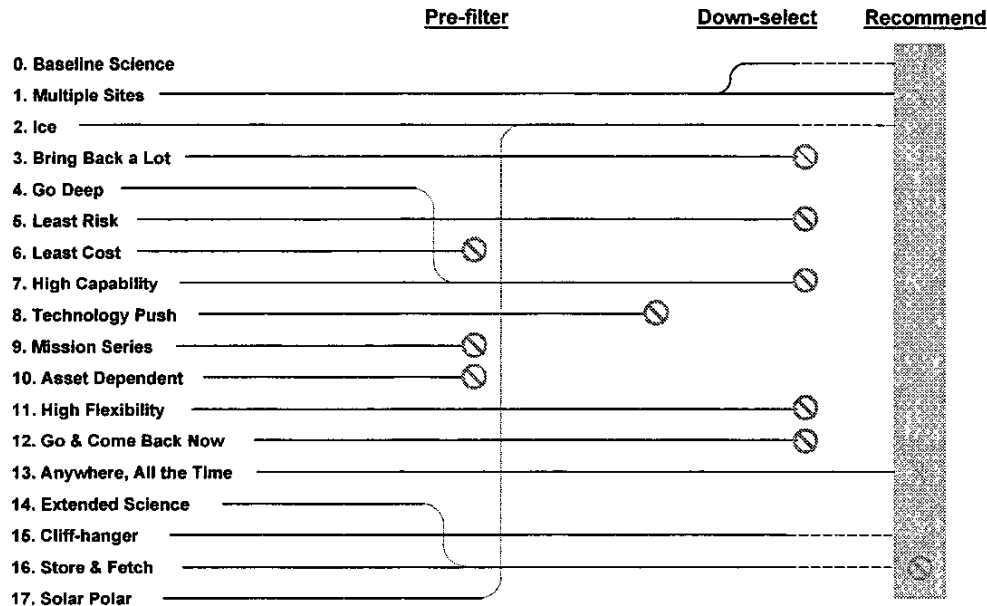 Pre-filter Down-select Recommend
0. Baseline Science
1. Multiple Sites
2. Ice
3. Bring Back a Lot
4. Go Deep
5. Least Risk
6. Least Cost
7. High Capability
8. Technology Push
9. Mission Series
10. Asset Dependent
11. High Flexibility
12. Go & Come Back Now
13. Anywhere, All the Time
14. Extended Science
15. Cliff-hanger
16. Store & Fetch
17. Solar Polar